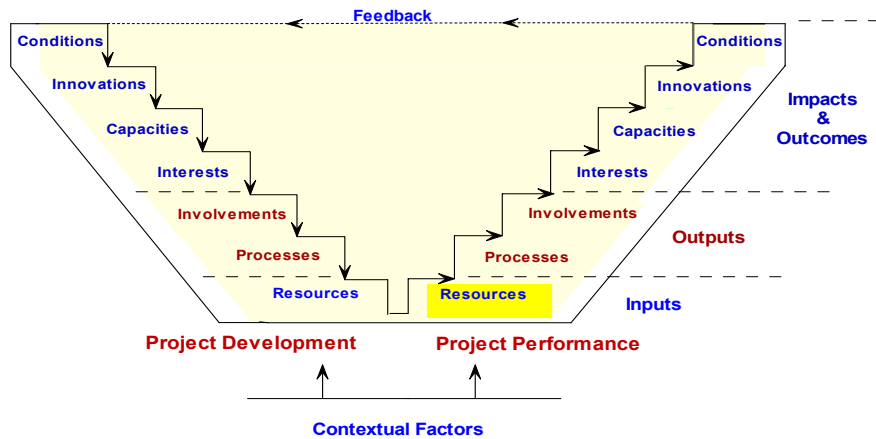 Feedback
Conditions
Conditions
Innovations
Innovations
Impacts
&
Outcomes
Capacities
Capacities
Interests
Interests
Involvements
Involvements
Outputs
Processes
Processes
Resources
Resources
Inputs
Project Development
Project Performance
Contextual Factors